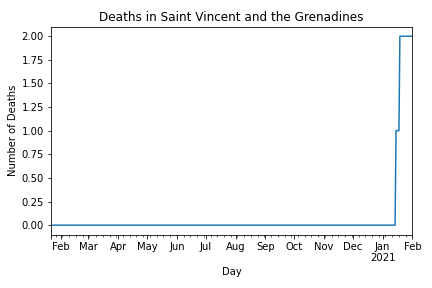 Deaths in Saint Vincent and the Grenadines
2.00
1.75
1.50
1.25
1.00
0.75
0.50
0.25
0.00
Number of Deaths
Feb Mar Apr May Jun Jul Aug Sep Oct Nov Dec Jan Feb
2021
Day